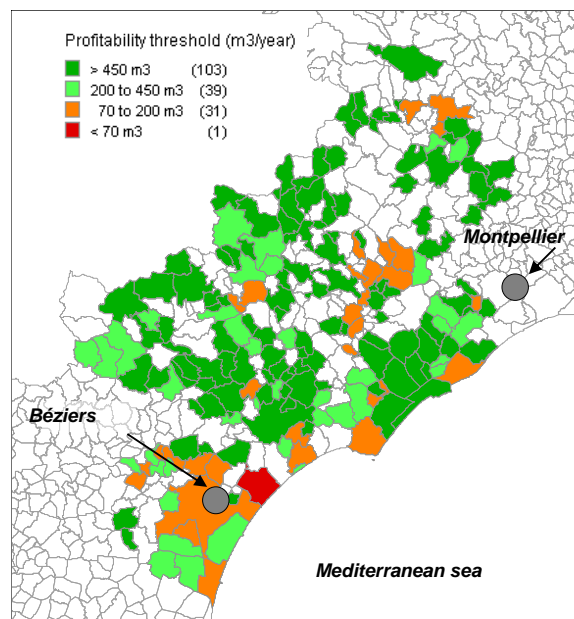 Profitability threshold (m3/year)
> 450 m3 (103)
200 to 450 m3 (39)
70 to 200 m3 (31)
< 70 m3 (1)
Montpellier
Béziers
Mediterranean sea